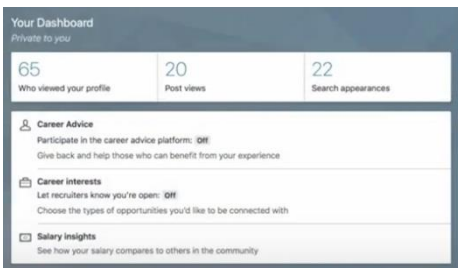 Your Dashboard
Private to you
65
Who viewed your profile
20
Post views
22
Search appearances
Career Advice
Participate in the career advice platform: Off
Give back and help those who can benefit from your experience
Career interests
Let recruiters know you're open: Off
Choose the types of opportunities you'd like to be connected with
Salary insights
See how your salary compares to others in the community